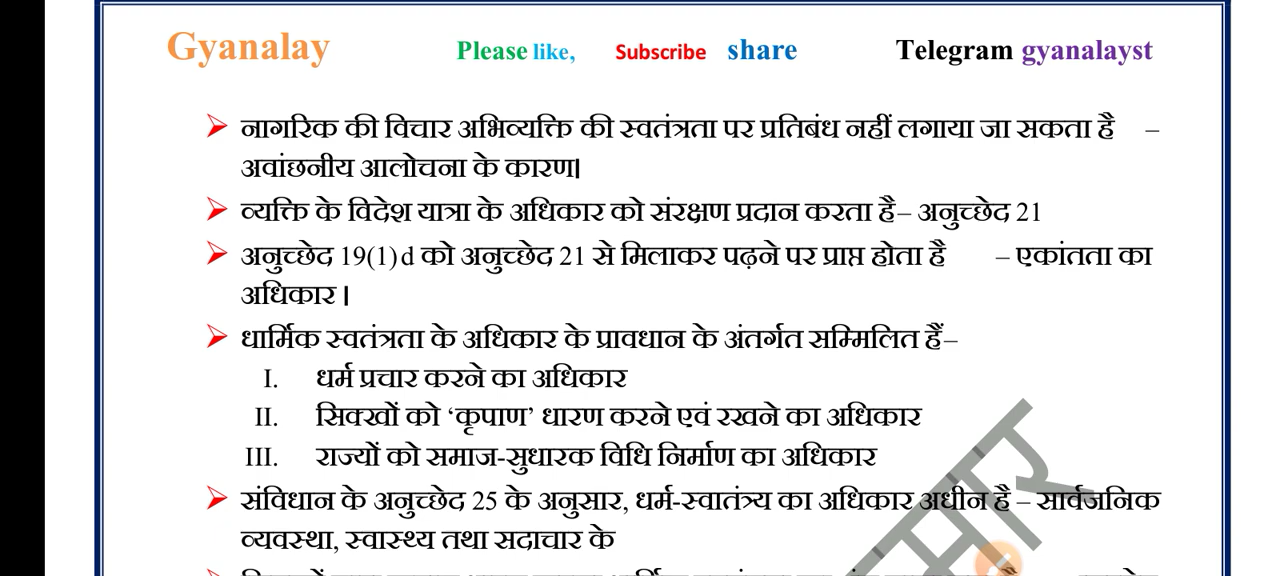 Gyanalay Please like, Subscribe share Telegram gyanalayst
➢ नागरिक की विचार अभिव्यक्ति की स्वतंत्रता पर प्रतिबंध नहीं लगाया जा सकता है –
अवांछनीय आलोचना के कारण।
➢ व्यक्ति के विदेश यात्रा के अधिकार को संरक्षण प्रदान करता है– अनुच्छेद 21
➢ अनुच्छेद 19(1) d को अनुच्छेद 21 से मिलाकर पढ़ने पर प्राप्त होता है – एकांतता का
अधिकार।
➢ धार्मिक स्वतंत्रता के अधिकार के प्रावधान के अंतर्गत सम्मिलित हैं–
I. धर्म प्रचार करने का अधिकार
II. सिक्खों को ‘कृपाण’ धारण करने एवं रखने का अधिकार
III. राज्यों को समाज-सुधारक विधि निर्माण का अधिकार
➢ संविधान के अनुच्छेद 25 के अनुसार, धर्म-स्वातंत्र्य का अधिकार अधीन है – सार्वजनिक
व्यवस्था, स्वास्थ्य तथा सदाचार के